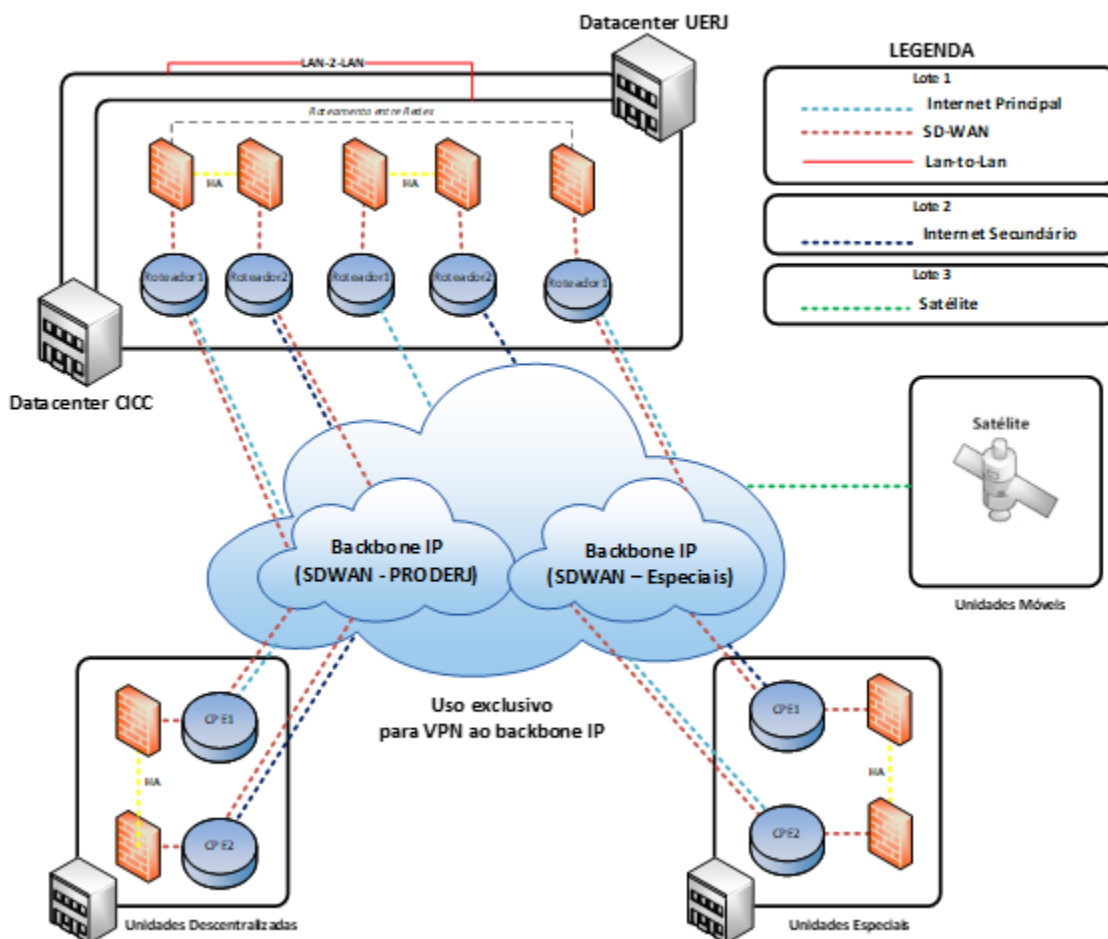 Datacenter UERJ
LEGENDA
Lote 1
Internet Principal
SD-WAN
Lan-to-Lan
Lote 2
Internet Secundário
Lote 3
Satélite
LAN-2-LAN
Roteamento entre Redes
HA
HA
Roteador1
Roteador2
Roteador1
Roteador2
Roteador1
Datacenter CICC
Satélite
Unidades Móveis
Backbone IP
(SDWAN - PRODERJ)
Backbone IP
(SDWAN – Especiais)
Uso exclusivo
para VPN ao backbone IP
CPE1
HA
CPE2
Unidades Descentralizadas
CPE1
HA
CPE2
Unidades Especiais